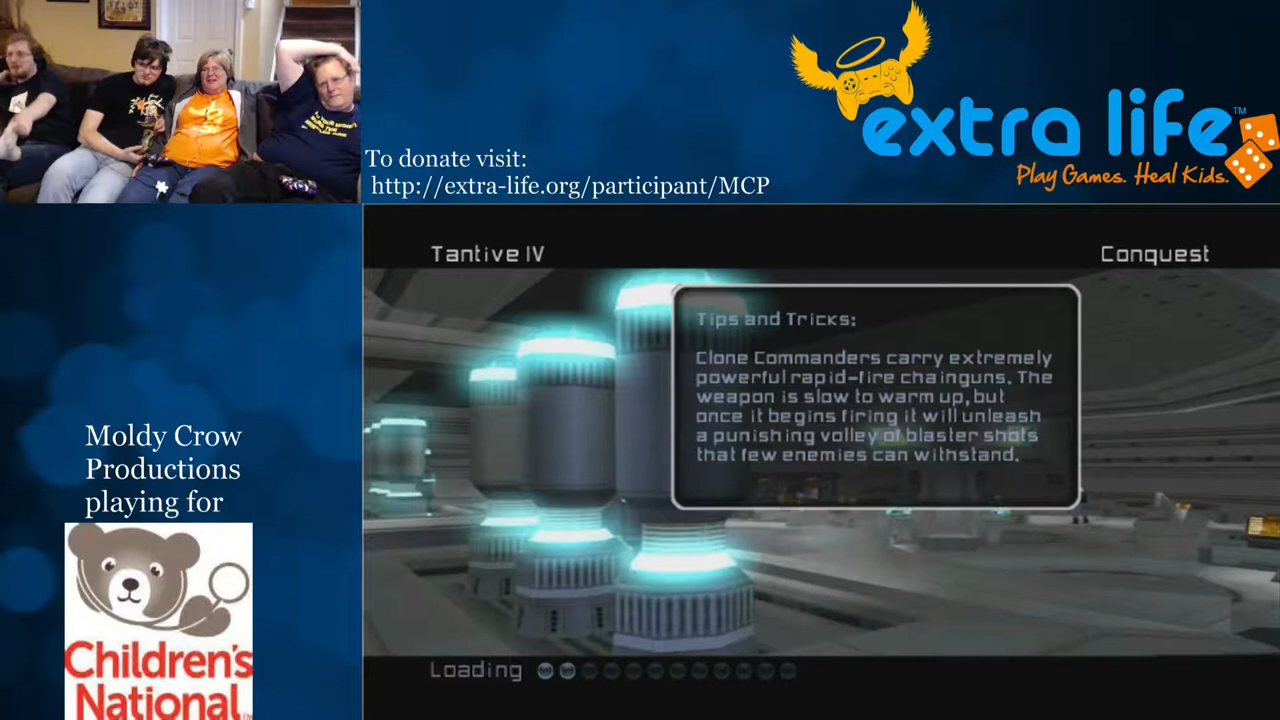 extra life™
Play Games. Heal Kids.
To donate visit:
http://extra-life.org/participant/MCP
Tantive IV
Conquest
Tips and Tricks:
Clone Commanders carry extremely
powerful rapid-fire chainguns. The
weapon is slow to warm up, but
once it begins firing it will unleash
a punishing volley of blaster shots
that few enemies can withstand.
Loading
Moldy Crow
Productions
playing for
Children's
National